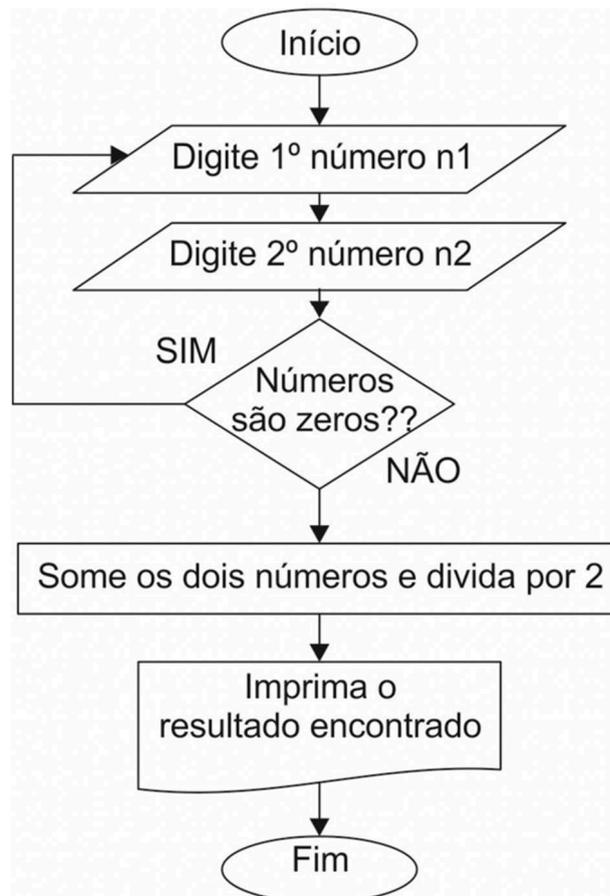 Início
Digite 1º número n1
Digite 2º número n2
SIM
Números
são zeros??
NÃO
Some os dois números e divida por 2
Imprima o
resultado encontrado
Fim